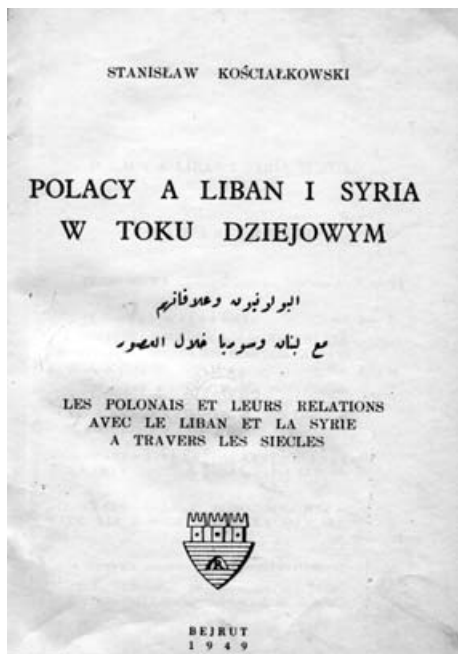 STANISŁAW KOŚCIAŁKOWSKI
POLACY A LIBAN I SYRIA
W TOKU DZIEJOWYM
البولونيون وعلاقاتهم
مع لبنان وسوريا خلال العصور
LES POLONAIS ET LEURS RELATIONS
AVEC LE LIBAN ET LA SYRIE
A TRAVERS LES SIECLES
BEJRUT
1949